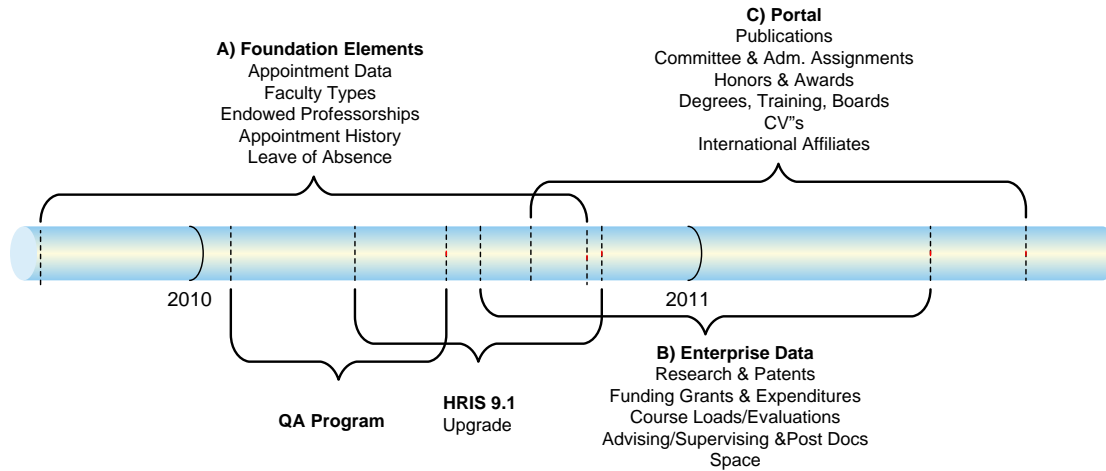 C) Portal
Publications
Committee & Adm. Assignments
Honors & Awards
Degrees, Training, Boards
CV"s
International Affiliates
A) Foundation Elements
Appointment Data
Faculty Types
Endowed Professorships
Appointment History
Leave of Absence
2010
2011
QA Program
HRIS 9.1
Upgrade
B) Enterprise Data
Research & Patents
Funding Grants & Expenditures
Course Loads/Evaluations
Advising/Supervising &Post Docs
Space